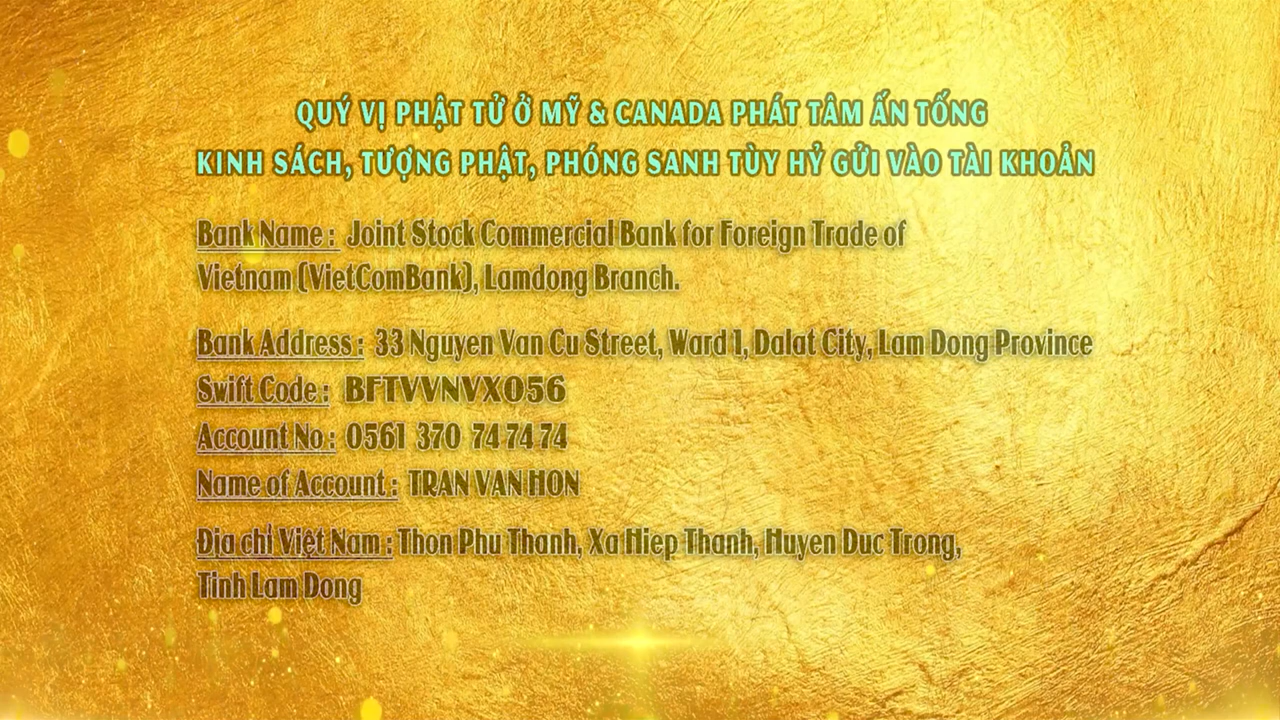 QUÝ VỊ PHẬT TỬ Ở MỸ & CANADA PHÁT TÂM ẤN TỐNG
KINH SÁCH, TƯỢNG PHẬT, PHÓNG SANH TÙY HỶ GỬI VÀO TÀI KHOẢN
Bank Name : Joint Stock Commercial Bank for Foreign Trade of
Vietnam (VietComBank), Lamdong Branch.
Bank Address : 33 Nguyen Van Cu Street, Ward 1, Dalat City, Lam Dong Province
Swift Code : BFTVVNVX056
Account No : 0561 370 74 74 74
Name of Account : TRAN VAN HON
Địa chỉ Việt Nam : Thon Phu Thanh, Xa Hiep Thanh, Huyen Duc Trong,
Tinh Lam Dong